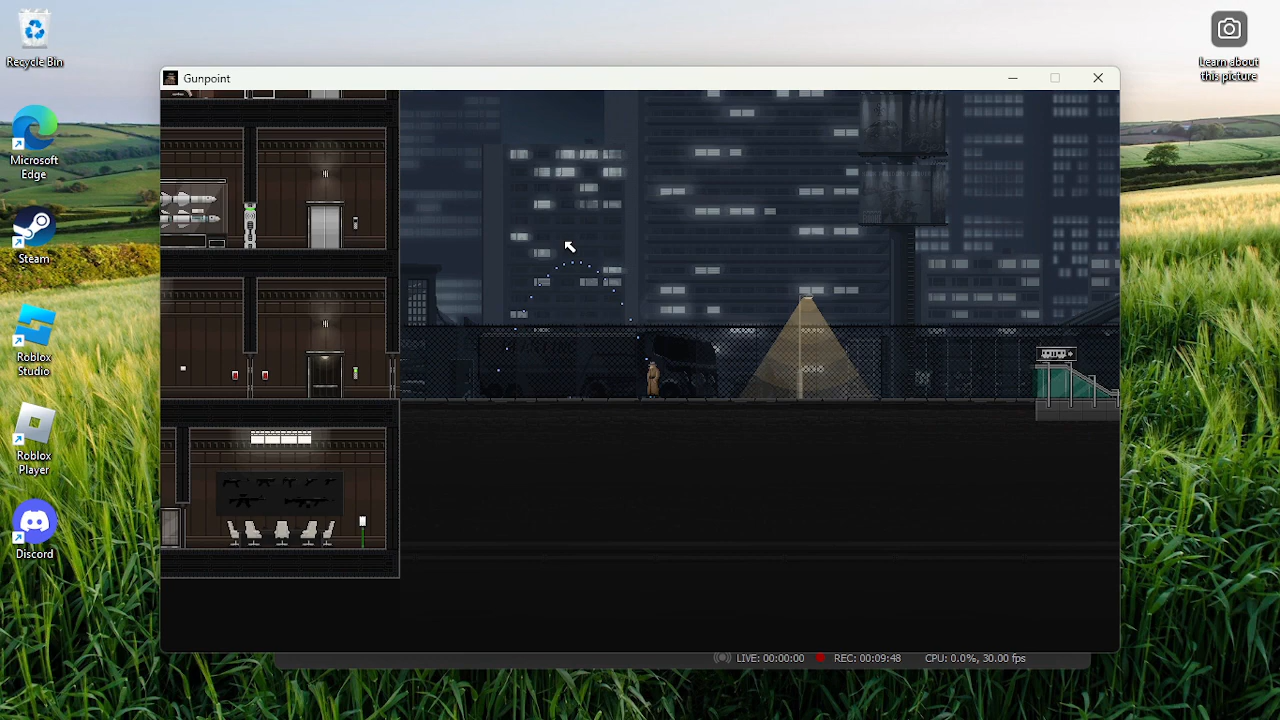 Recycle Bin
Learn about
this picture
Gunpoint
Microsoft
Edge
Steam
Roblox
Studio
Roblox
Player
Discord
LIVE: 00:00:00
REC: 00:09:48
CPU: 0.0%, 30.00 fps